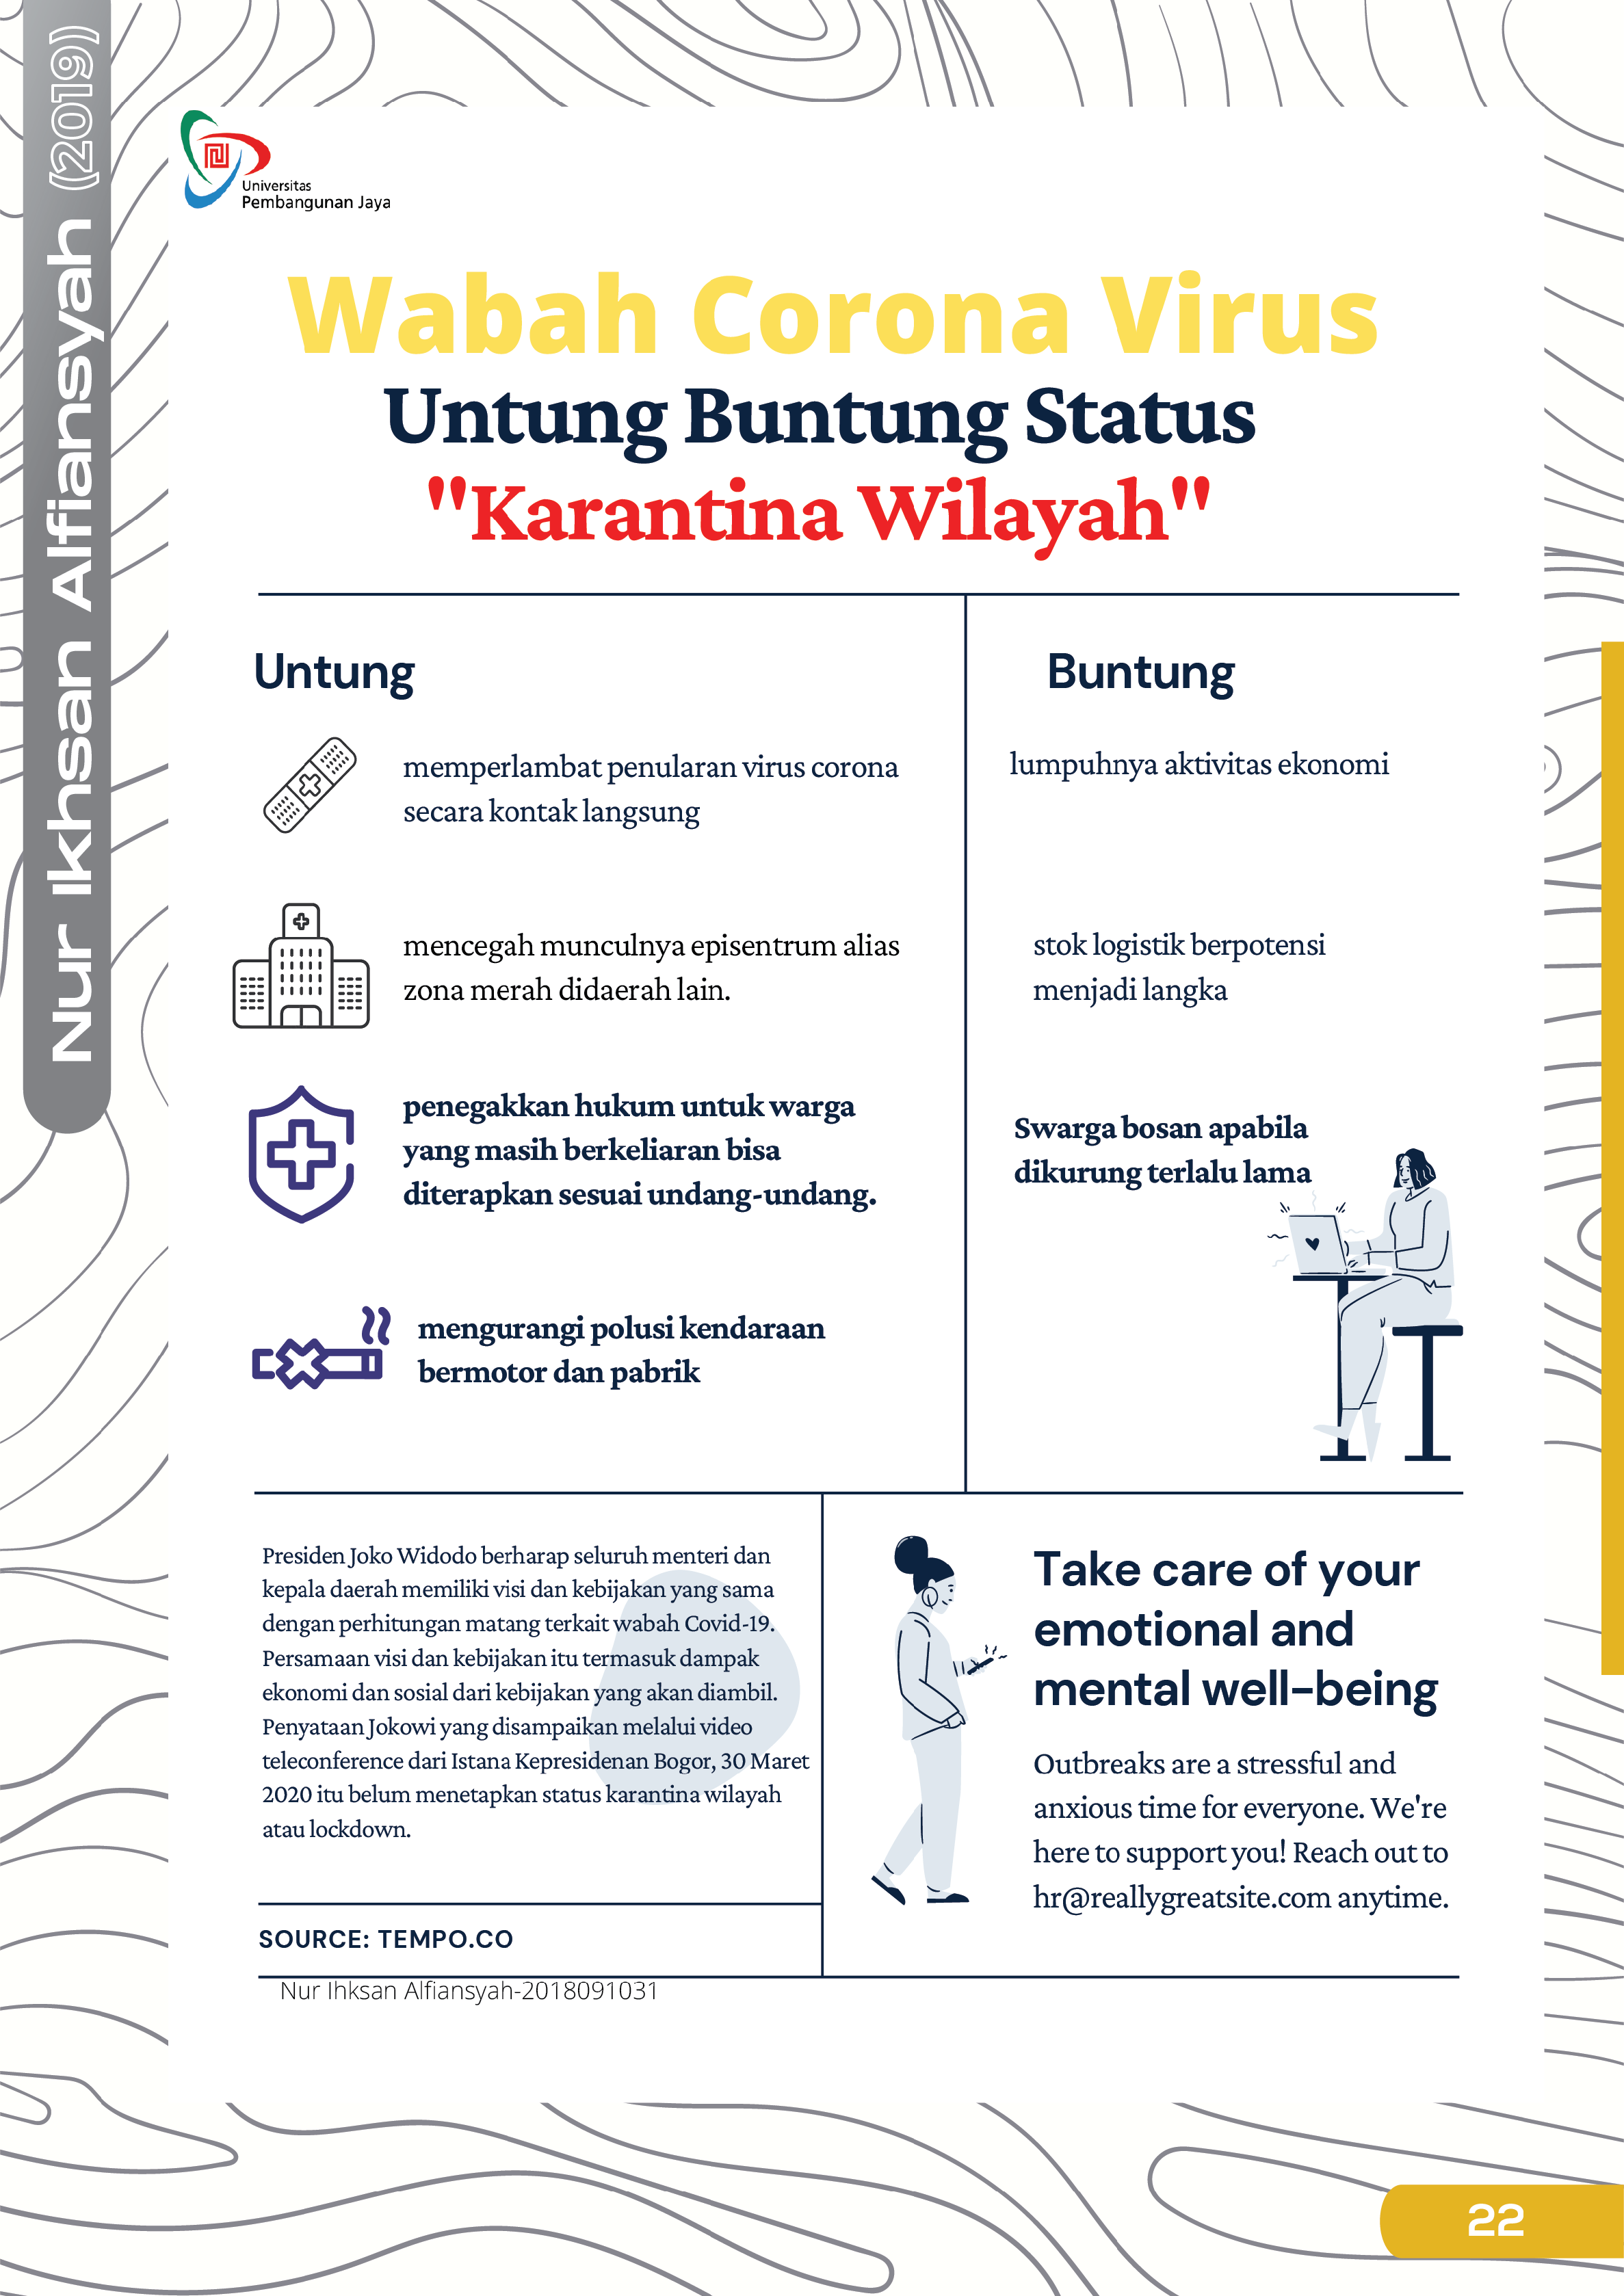 Nur Ikhsan Alfiansyah (2019)
Universitas
Pembangunan Jaya
Wabah Corona Virus
Untung Buntung Status
"Karantina Wilayah"
Untung
memperlambat penularan virus corona
secara kontak langsung
mencegah munculnya episentrum alias
zona merah didaerah lain.
penegakkan hukum untuk warga
yang masih berkeliaran bisa
diterapkan sesuai undang-undang.
mengurangi polusi kendaraan
bermotor dan pabrik
Buntung
lumpuhnya aktivitas ekonomi
stok logistik berpotensi
menjadi langka
Swarga bosan apabila
dikurung terlalu lama
Presiden Joko Widodo berharap seluruh menteri dan
kepala daerah memiliki visi dan kebijakan yang sama
dengan perhitungan matang terkait wabah Covid-19.
Persamaan visi dan kebijakan itu termasuk dampak
ekonomi dan sosial dari kebijakan yang akan diambil.
Penyataan Jokowi yang disampaikan melalui video
teleconference dari Istana Kepresidenan Bogor, 30 Maret
2020 itu belum menetapkan status karantina wilayah
atau lockdown.
SOURCE: TEMPO.CO
Nur Ihksan Alfiansyah-2018091031
Take care of your
emotional and
mental well-being
Outbreaks are a stressful and
anxious time for everyone. We're
here to support you! Reach out to
hr@reallygreatsite.com anytime.
22